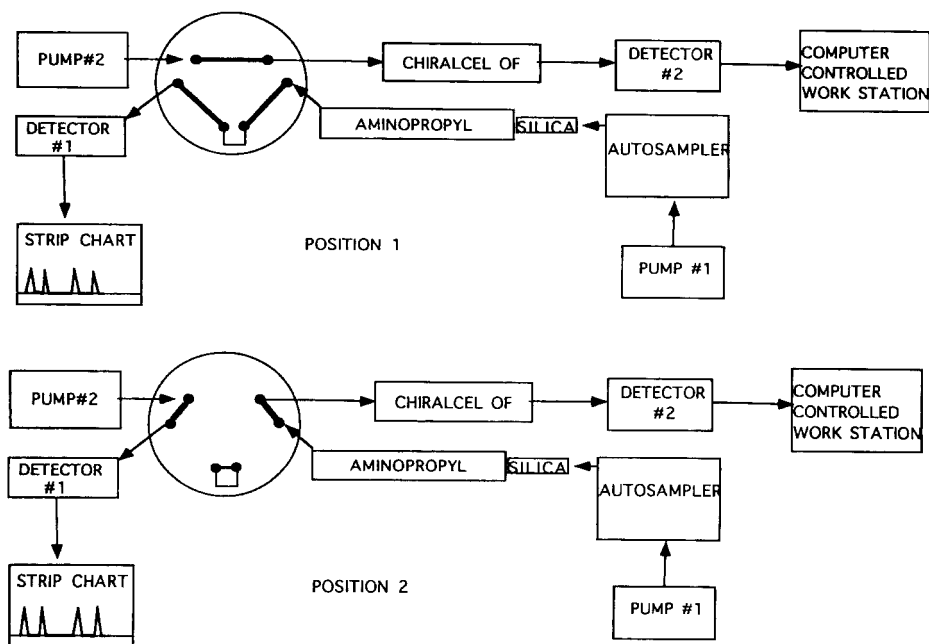 PUMP#2
CHIRALCEL OF
DETECTOR
#2
COMPUTER
CONTROLLED
WORK STATION
DETECTOR
#1
AMINOPROPYL
SILICA
AUTOSAMPLER
STRIP CHART
POSITION 1
PUMP #1
PUMP#2
CHIRALCEL OF
DETECTOR
#2
COMPUTER
CONTROLLED
WORK STATION
DETECTOR
#1
AMINOPROPYL
SILICA
AUTOSAMPLER
STRIP CHART
POSITION 2
PUMP #1